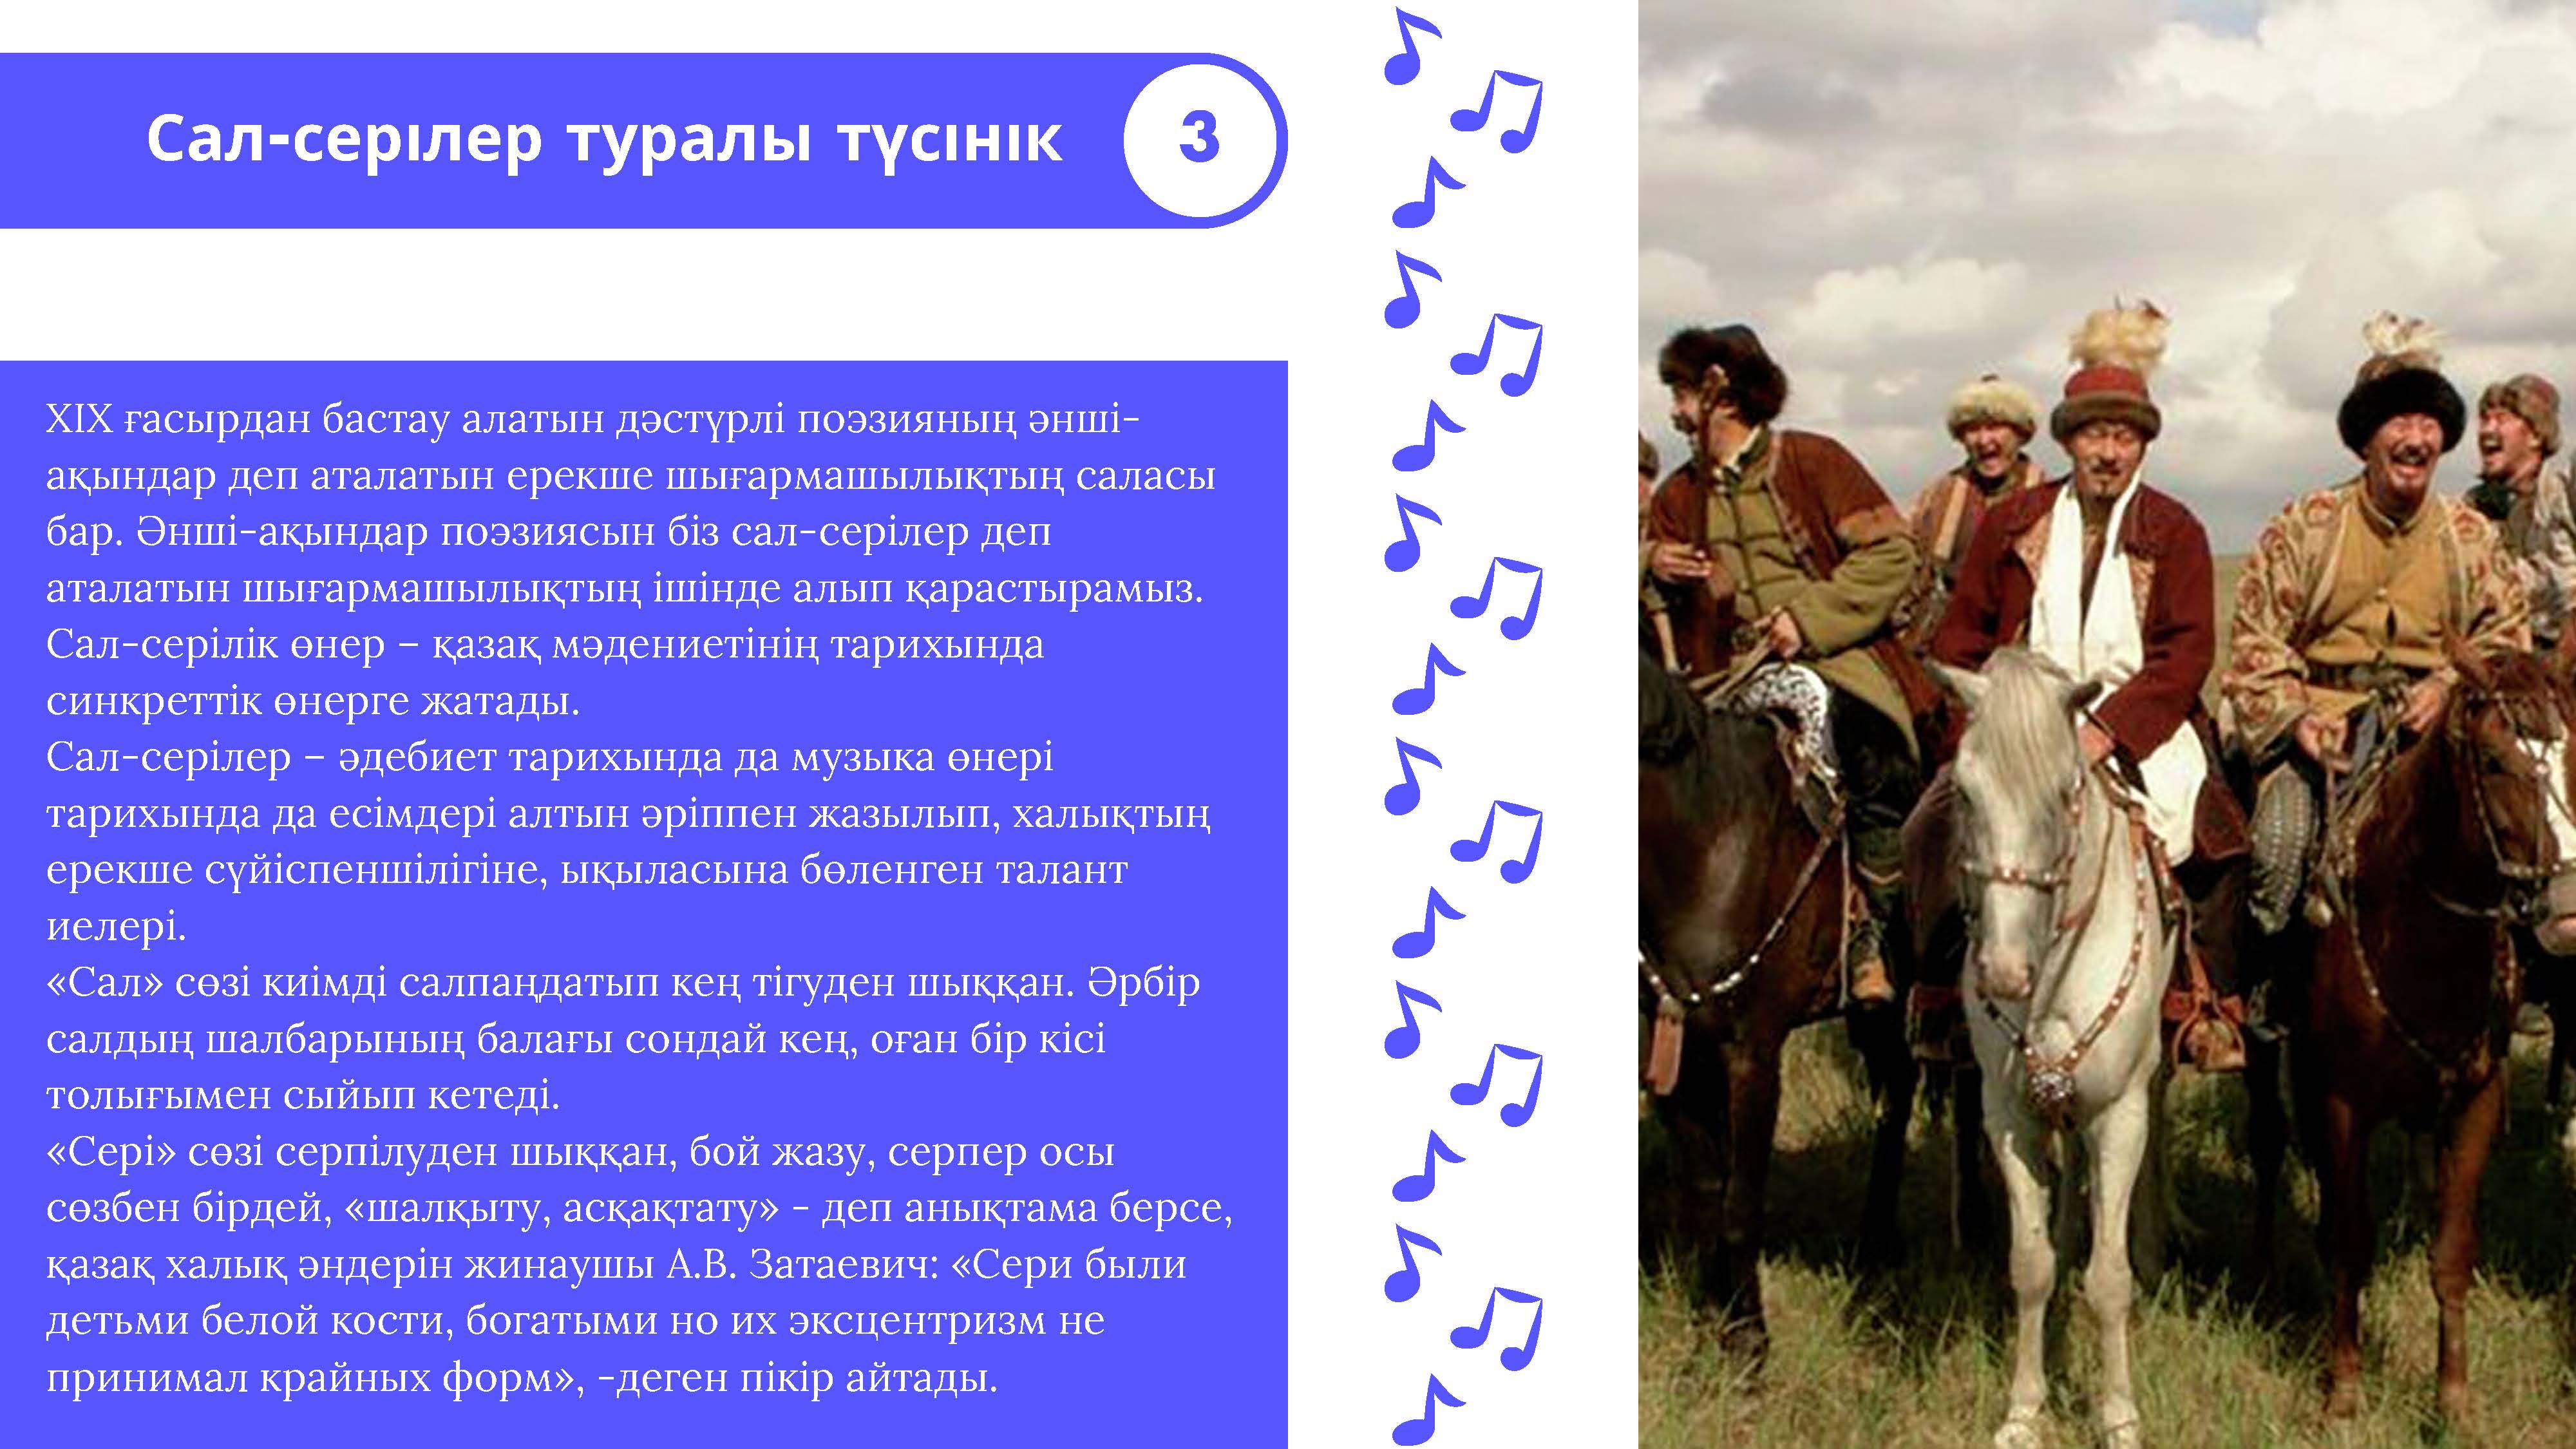 Сал-серілер туралы түсінік
3
XIX ғасырдан бастау алатын дәстүрлі поэзияның әнші-
ақындар деп аталатын ерекше шығармашылықтың саласы
бар. Әнші-ақындар поэзиясын біз сал-серілер деп
аталатын шығармашылықтың ішінде алып қарастырамыз.
Сал-серілік өнер – қазақ мәдениетінің тарихында
синкреттік өнерге жатады.
Сал-серілер – әдебиет тарихында да музыка өнері
тарихында да есімдері алтын әріппен жазылып, халықтың
ерекше сүйіспеншілігіне, ықыласына бөленген талант
иелері.
«Сал» сөзі киімді салпаңдатып кең тігуден шыққан. Әрбір
салдың шалбарының балағы сондай кең, оған бір кісі
толығымен сыйып кетеді.
«Сері» сөзі серпілуден шыққан, бой жазу, серпер осы
сөзбен бірдей, «шалқыту, асқақтату» - деп анықтама берсе,
қазақ халық әндерін жинаушы А.В. Затаевич: «Сери были
детьми белой кости, богатыми но их эксцентризм не
принимал крайных форм», -деген пікір айтады.